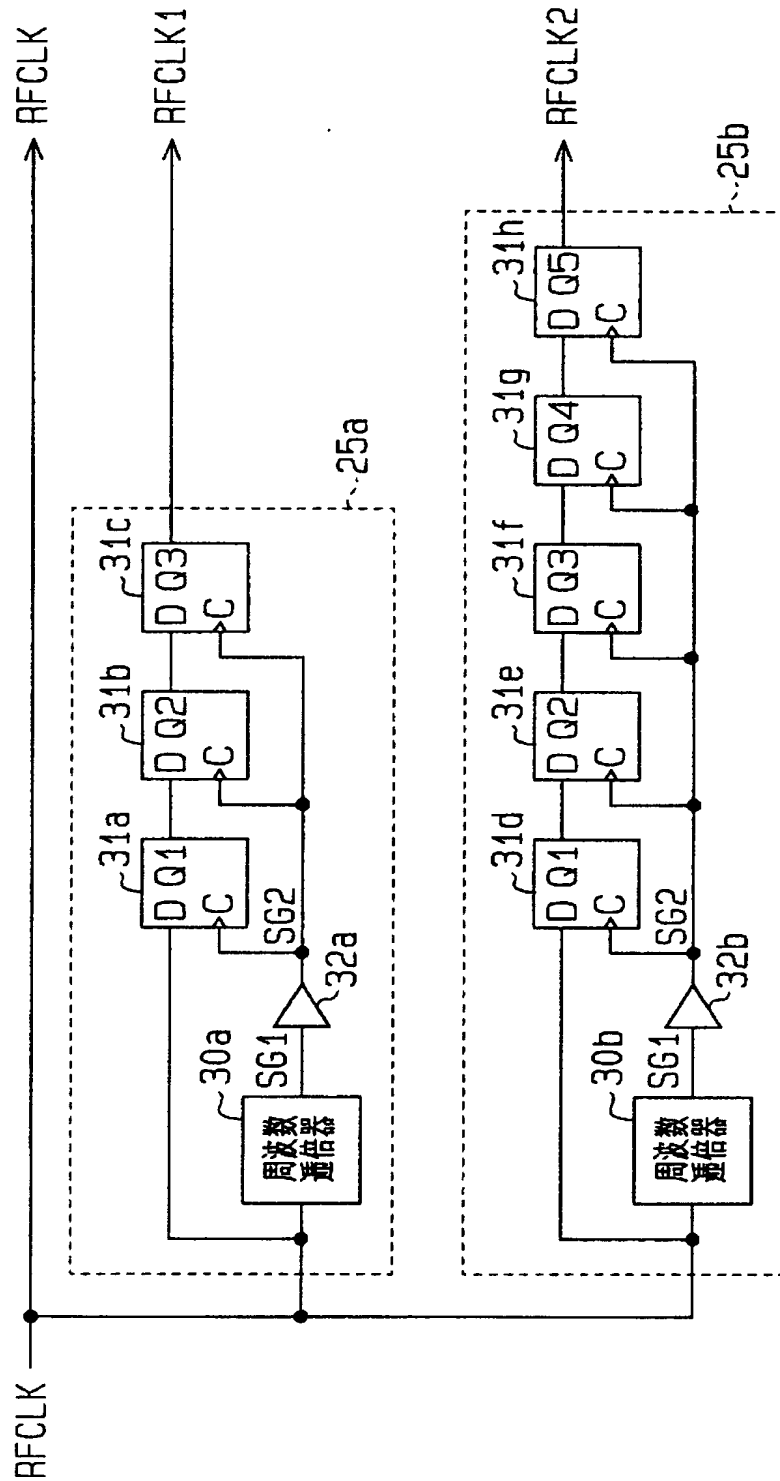 RFCLK
RFCLK
RFCLK1
25a
30a
周波数
逓倍器
SG1
32a
SG2
31a
D Q1
C
31b
D Q2
C
31c
D Q3
C
RFCLK2
25b
30b
周波数
逓倍器
SG1
32b
SG2
31d
D Q1
C
31e
D Q2
C
31f
D Q3
C
31g
D Q4
C
31h
D Q5
C